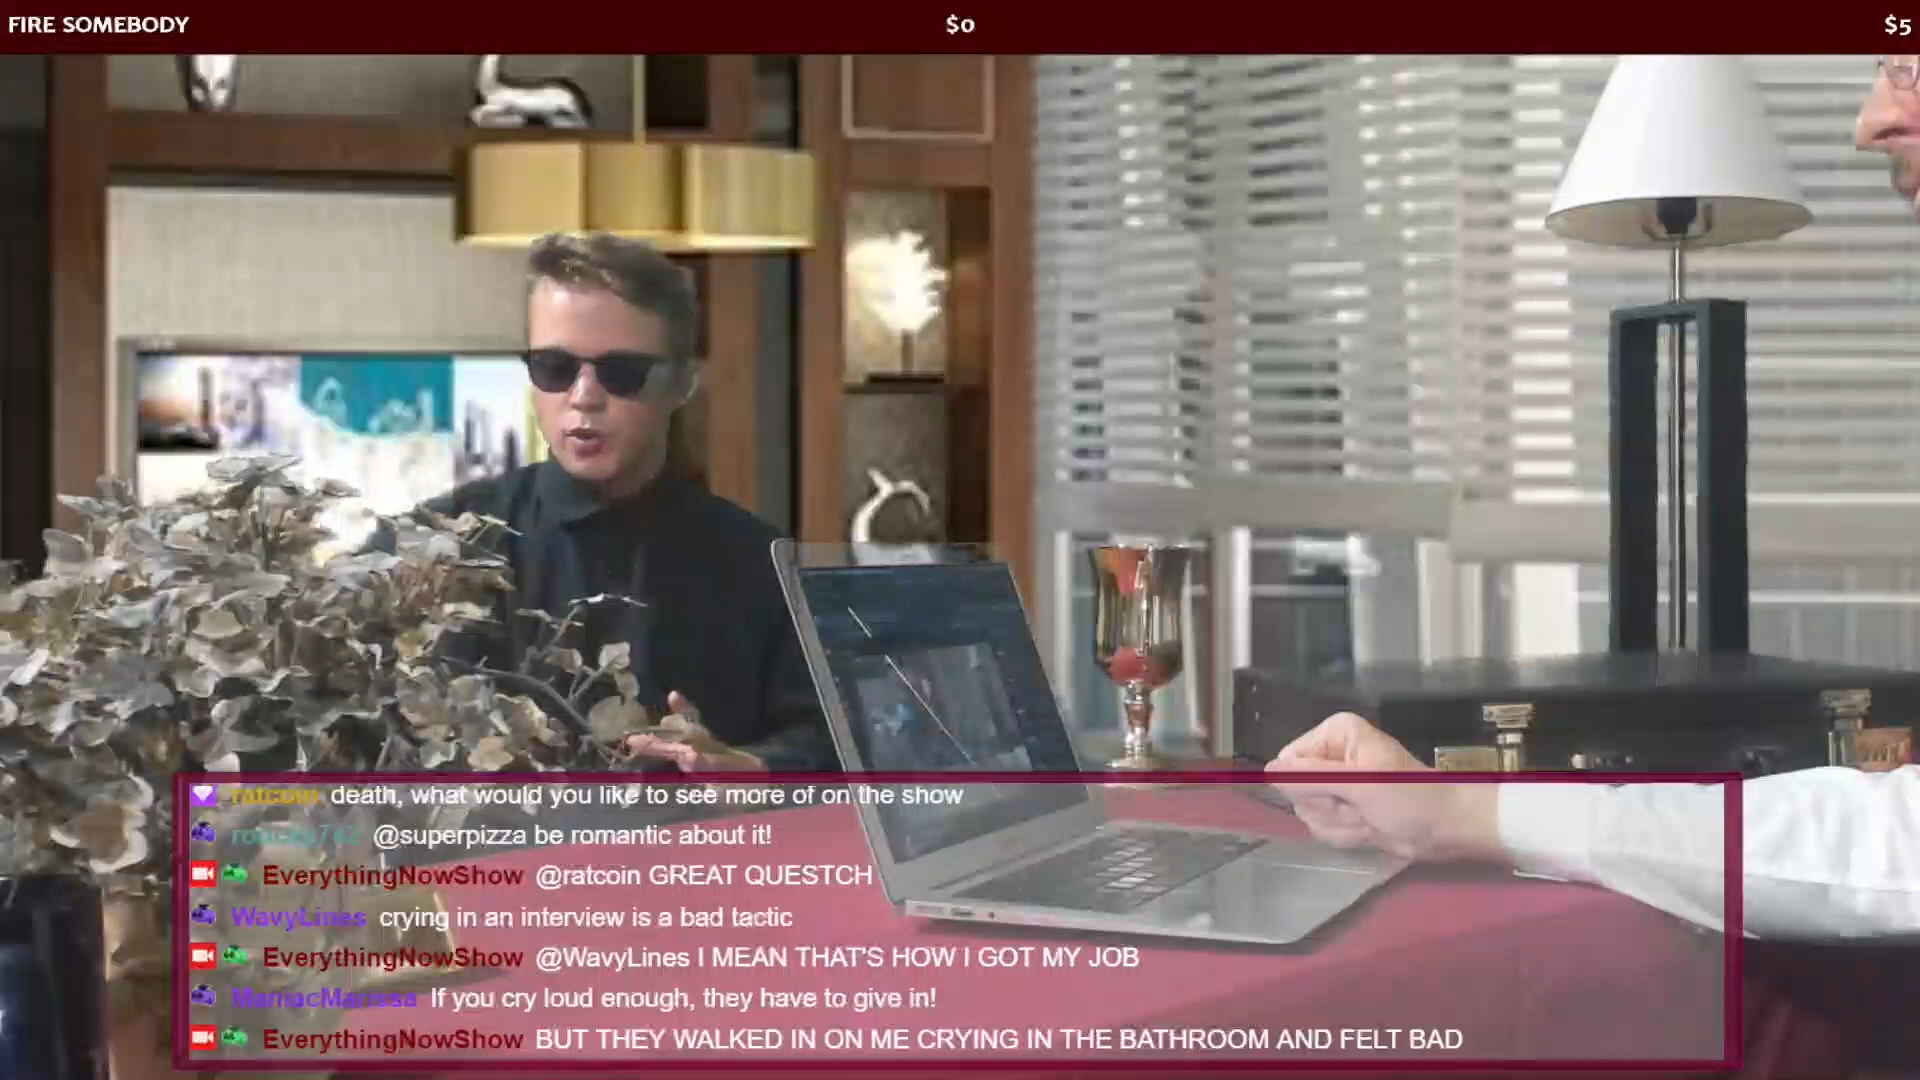 FIRE SOMEBODY $0 $5
ratcoin death, what would you like to see more of on the show
@superpizza be romantic about it!
EverythingNowShow @ratcoin GREAT QUESTCH
WavyLines crying in an interview is a bad tactic
EverythingNowShow @WavyLines I MEAN THAT'S HOW I GOT MY JOB
ManiacMarissa If you cry loud enough, they have to give in!
EverythingNowShow BUT THEY WALKED IN ON ME CRYING IN THE BATHROOM AND FELT BAD